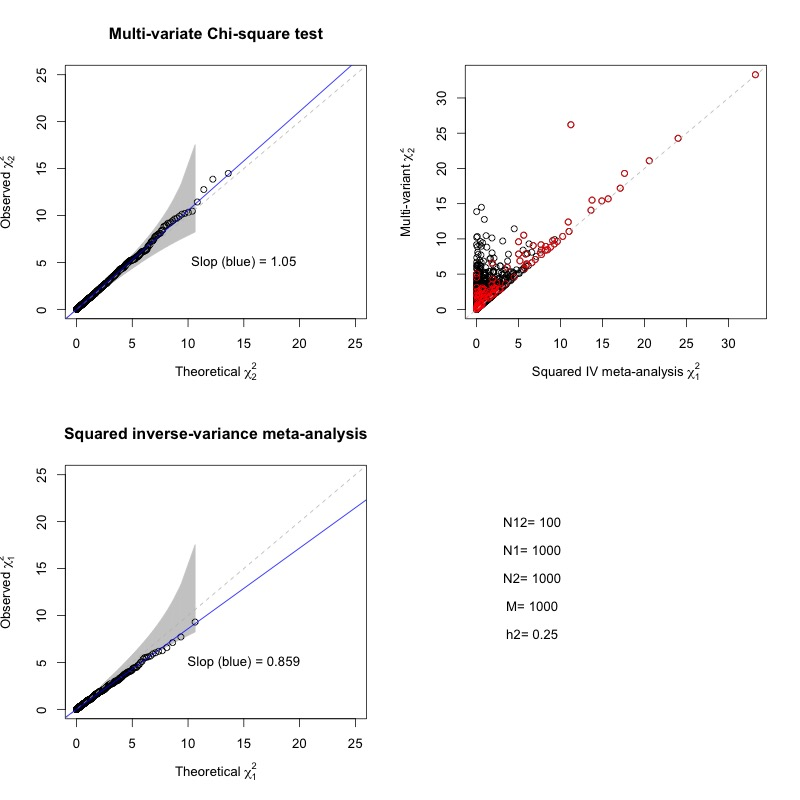 Multi-variate Chi-square test
Observed χ²₂
25
20
15
10
5
0
Slop (blue) = 1.05
0 5 10 15 20 25
Theoretical χ²₂
Multi-variant χ²₂
30
25
20
15
10
5
0
0 5 10 15 20 25 30
Squared IV meta-analysis χ²₁
Squared inverse-variance meta-analysis
Observed χ²₁
25
20
15
10
5
0
Slop (blue) = 0.859
0 5 10 15 20 25
Theoretical χ²₁
N12= 100
N1= 1000
N2= 1000
M= 1000
h2= 0.25